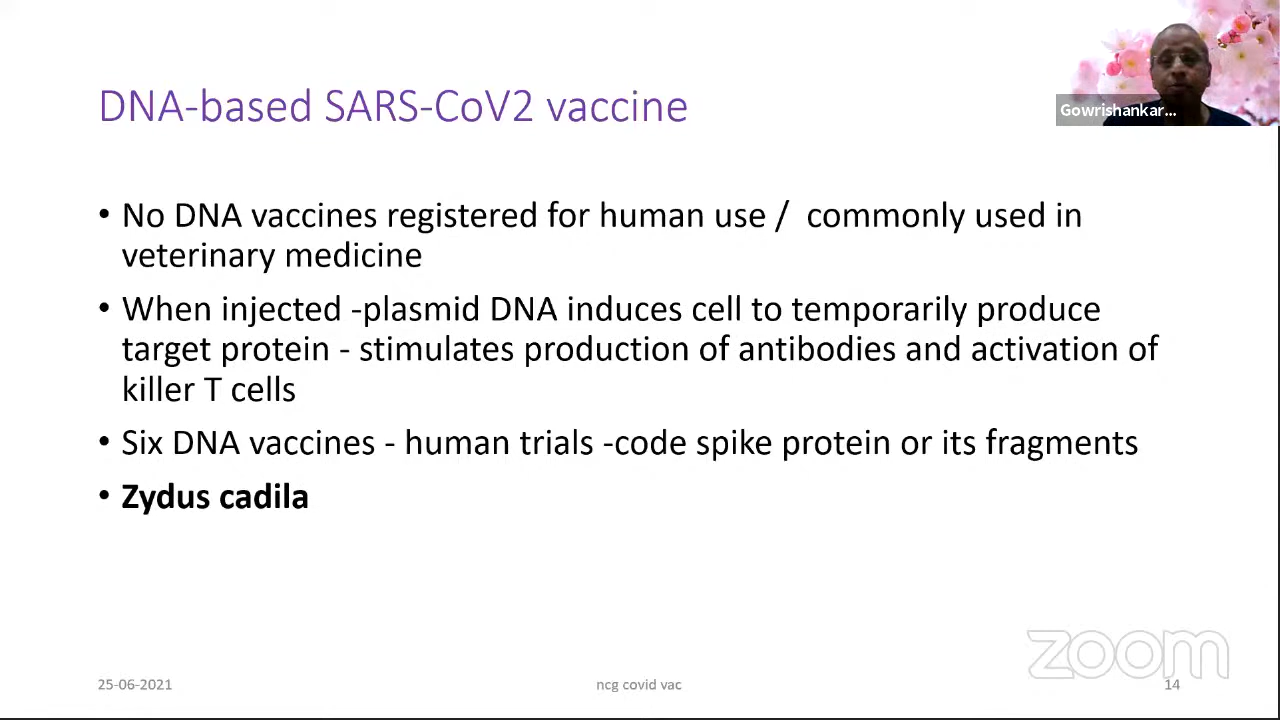 Gowrishankar...
DNA-based SARS-CoV2 vaccine
• No DNA vaccines registered for human use /  commonly used in
veterinary medicine
• When injected -plasmid DNA induces cell to temporarily produce
target protein - stimulates production of antibodies and activation of
killer T cells
• Six DNA vaccines - human trials -code spike protein or its fragments
• Zydus cadila
zoom
25-06-2021
ncg covid vac
14